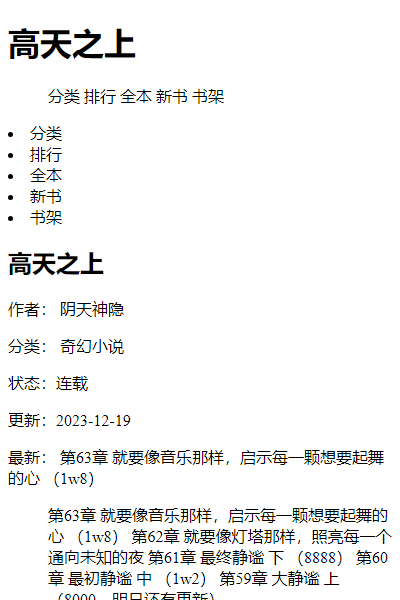 高天之上
分类 排行 全本 新书 书架
分类
排行
全本
新书
书架
高天之上
作者： 阴天神隐
分类： 奇幻小说
状态：连载
更新：2023-12-19
最新： 第63章 就要像音乐那样，启示每一颗想要起舞
的心 （1w8）
第63章 就要像音乐那样，启示每一颗想要起舞的
心 （1w8） 第62章 就要像灯塔那样，照亮每一个
通向未知的夜 第61章 最终静谧 下 （8888） 第60
章 最初静谧 中 （1w2） 第59章 大静谧 上
（8000，明日还有更新）